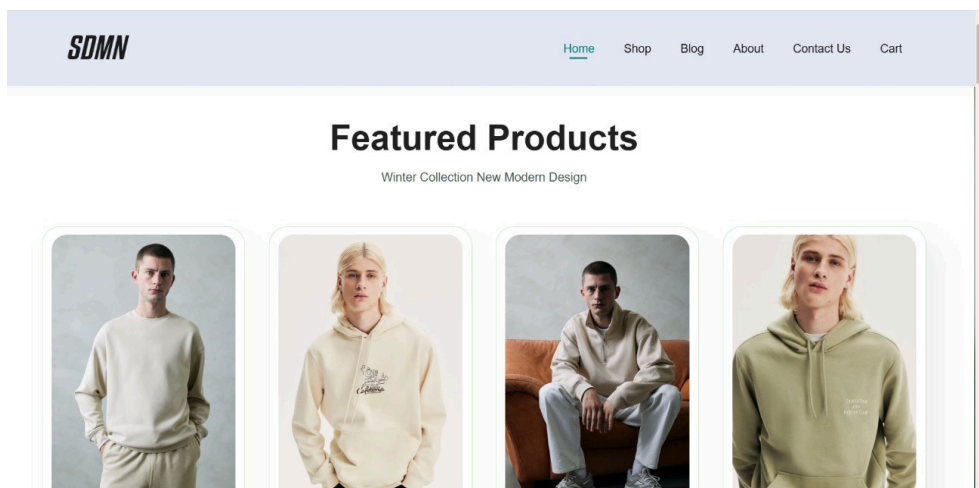 SDMN
Home Shop Blog About Contact Us Cart
Featured Products
Winter Collection New Modern Design